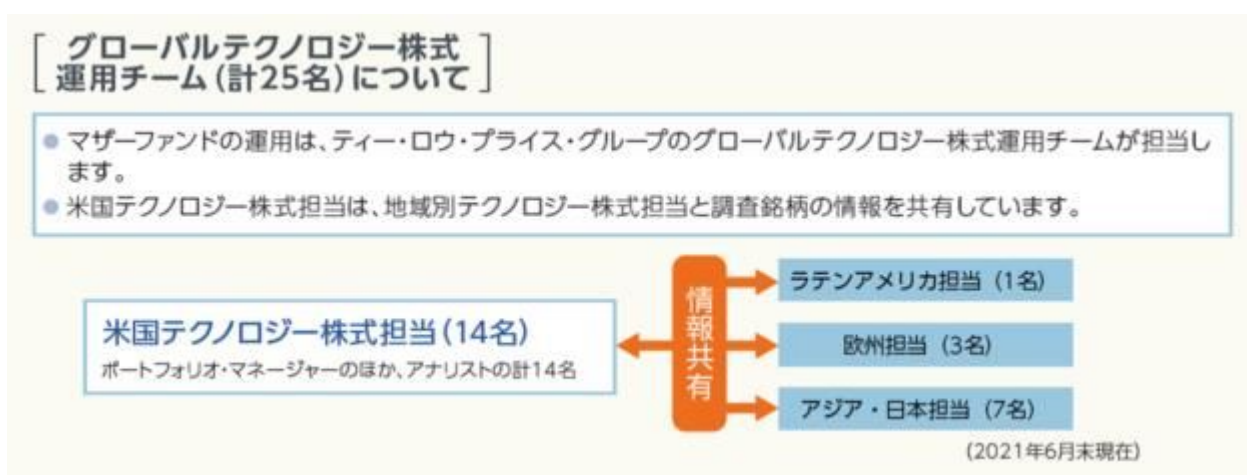 グローバルテクノロジー株式
運用チーム(計25名)について
マザーファンドの運用は、ティー・ロウ・プライス・グループのグローバルテクノロジー株式運用チームが担当し
ます。
米国テクノロジー株式担当は、地域別テクノロジー株式担当と調査銘柄の情報を共有しています。
米国テクノロジー株式担当(14名)
ポートフォリオ・マネージャーのほか、アナリストの計14名
情報共有
ラテンアメリカ担当 (1名)
欧州担当 (3名)
アジア・日本担当 (7名)
(2021年6月末現在)